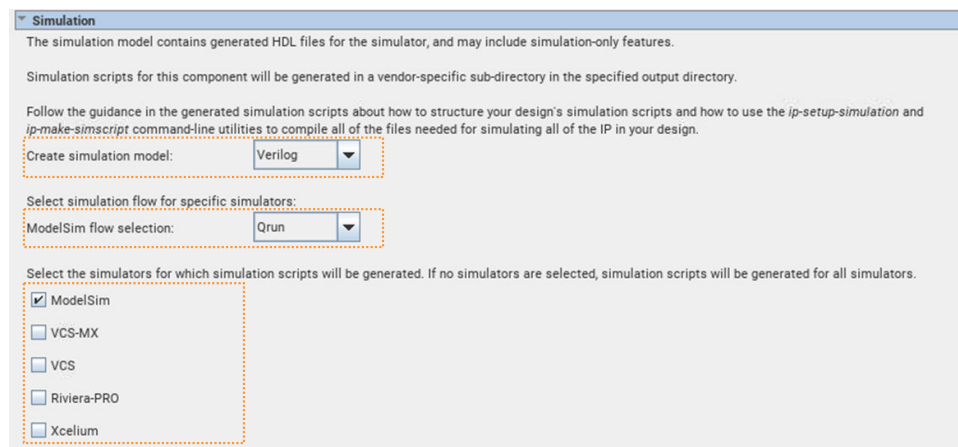 Simulation
The simulation model contains generated HDL files for the simulator, and may include simulation-only features.
Simulation scripts for this component will be generated in a vendor-specific sub-directory in the specified output directory.
Follow the guidance in the generated simulation scripts about how to structure your design's simulation scripts and how to use the ip-setup-simulation and
ip-make-simscript command-line utilities to compile all of the files needed for simulating all of the IP in your design.
Create simulation model: Verilog
Select simulation flow for specific simulators:
ModelSim flow selection: Qrun
Select the simulators for which simulation scripts will be generated. If no simulators are selected, simulation scripts will be generated for all simulators.
ModelSim
VCS-MX
VCS
Riviera-PRO
Xcelium